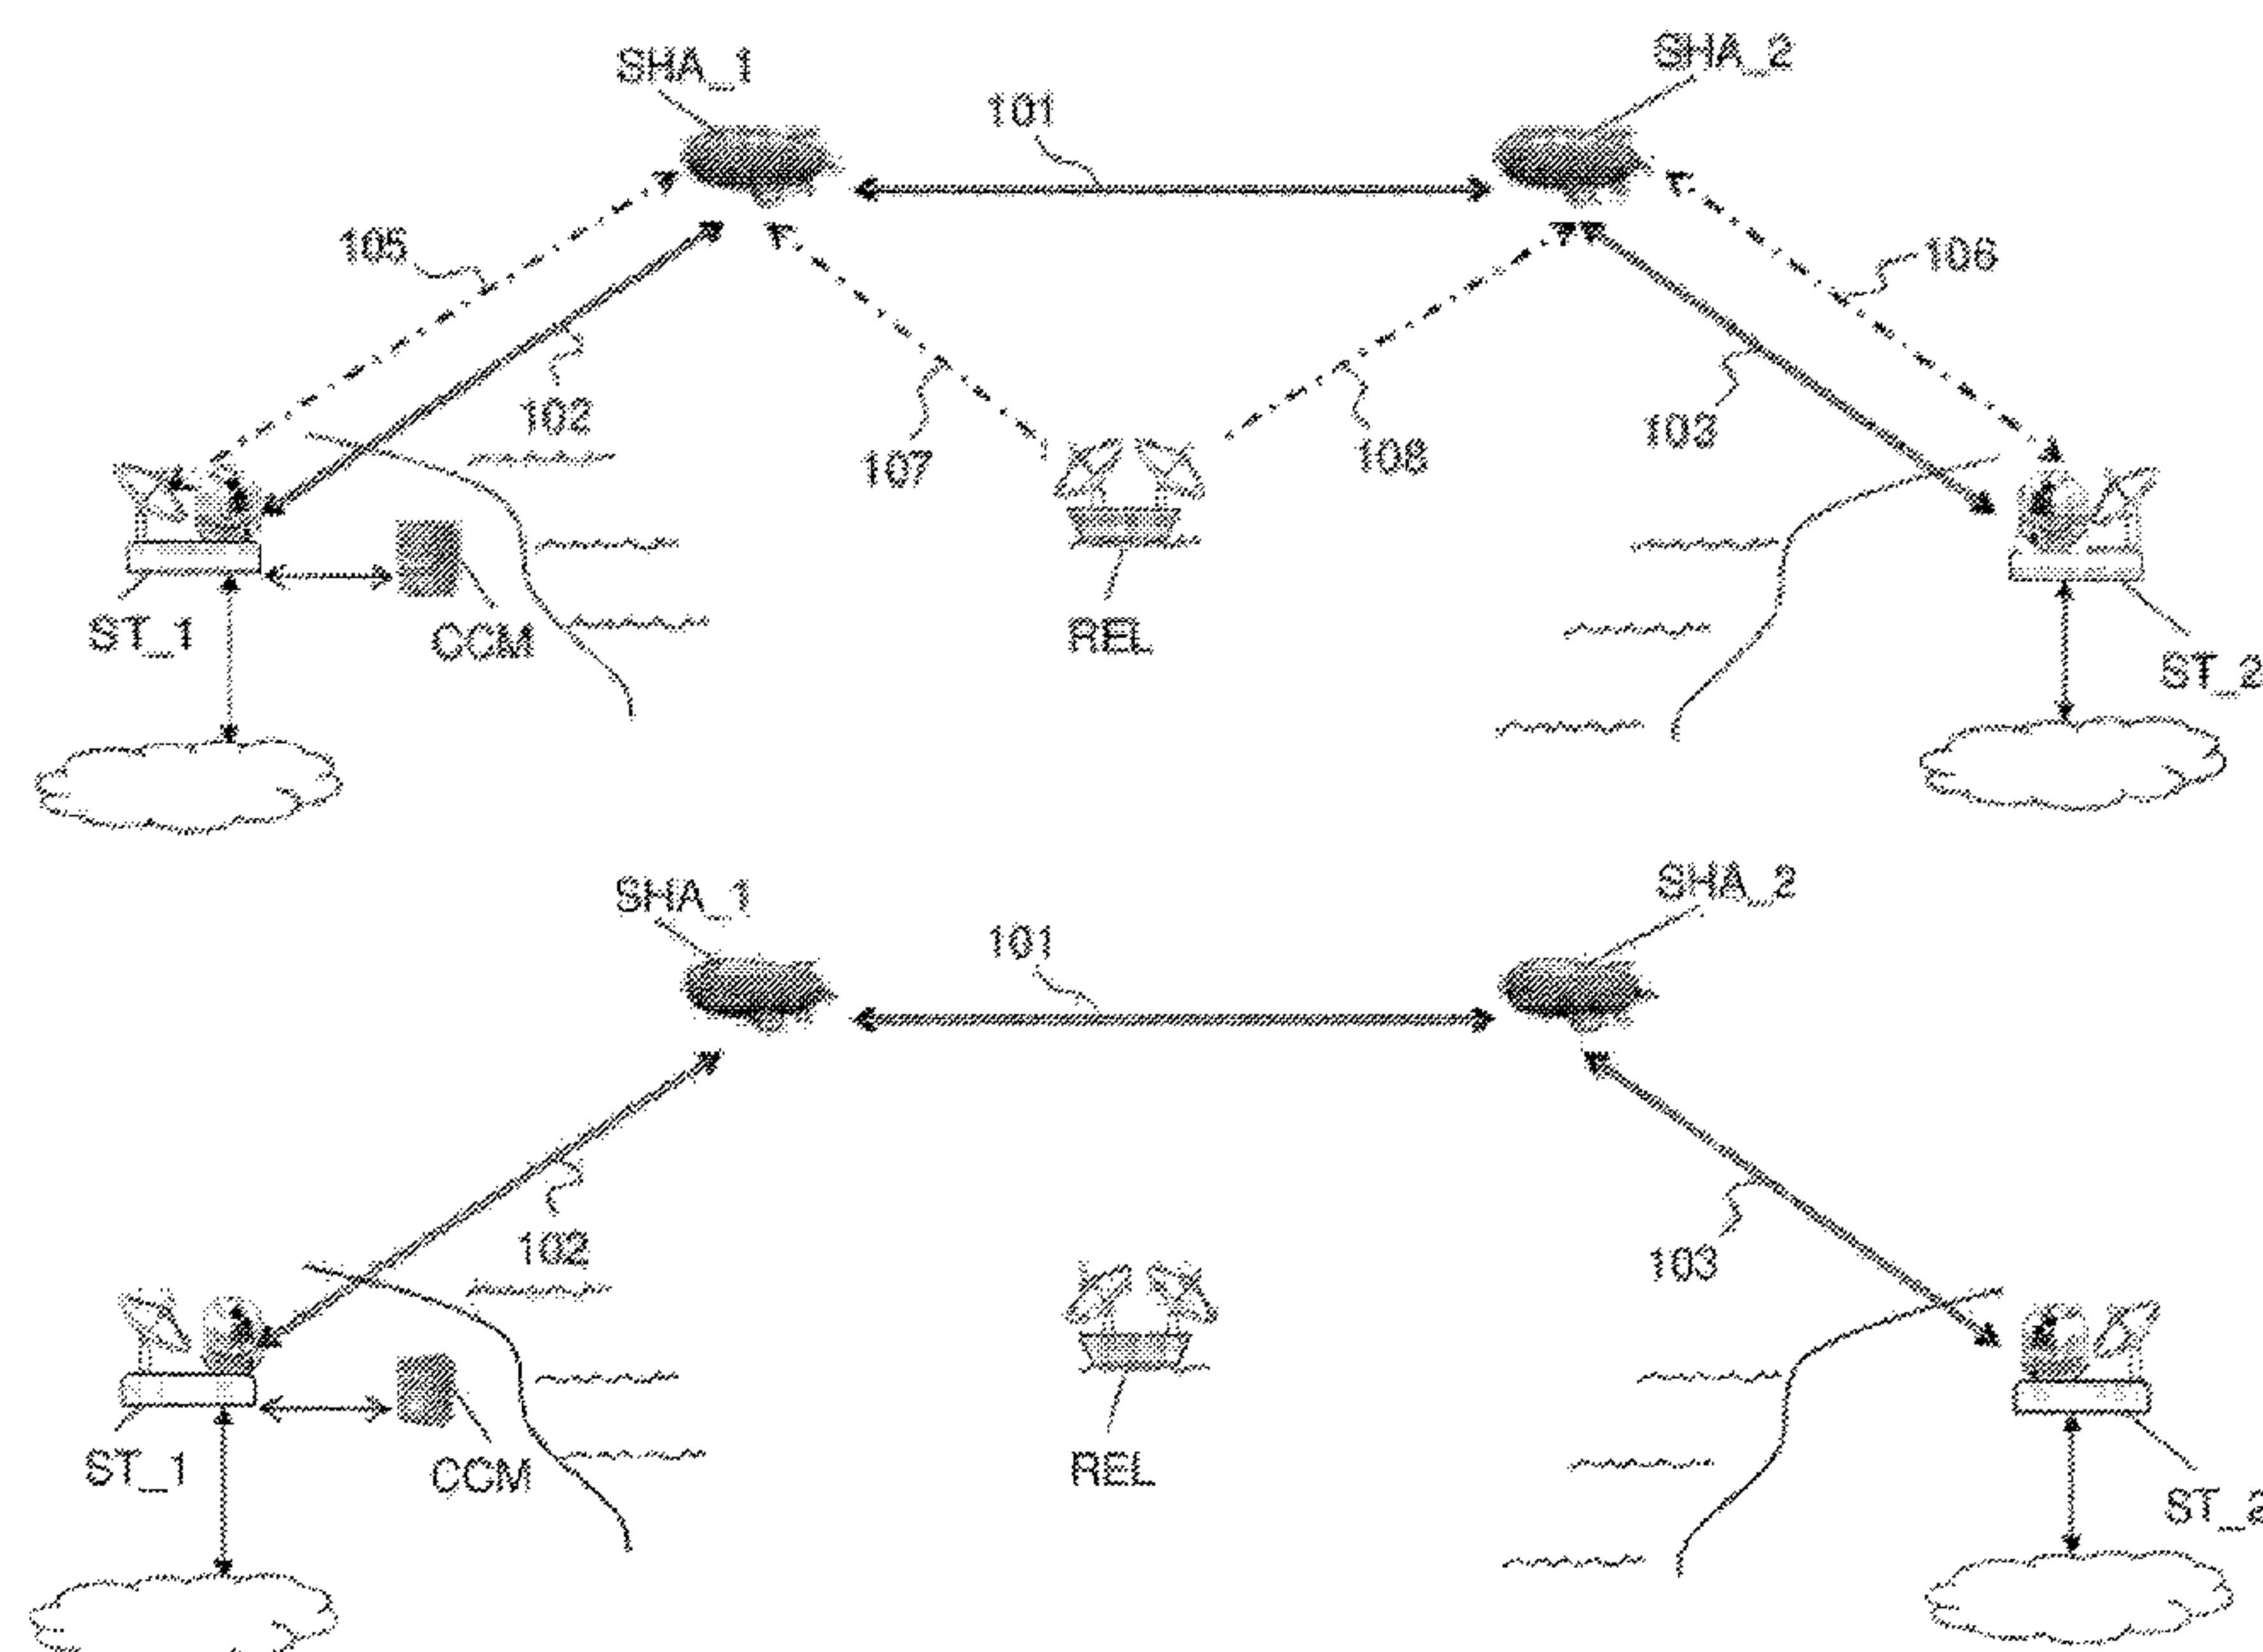 SHA_1
SHA_2
101
105
106
102
107
108
103
ST_1
CCM
REL
ST_2
SHA_1
SHA_2
101
102
103
ST_1
CCM
REL
ST_2